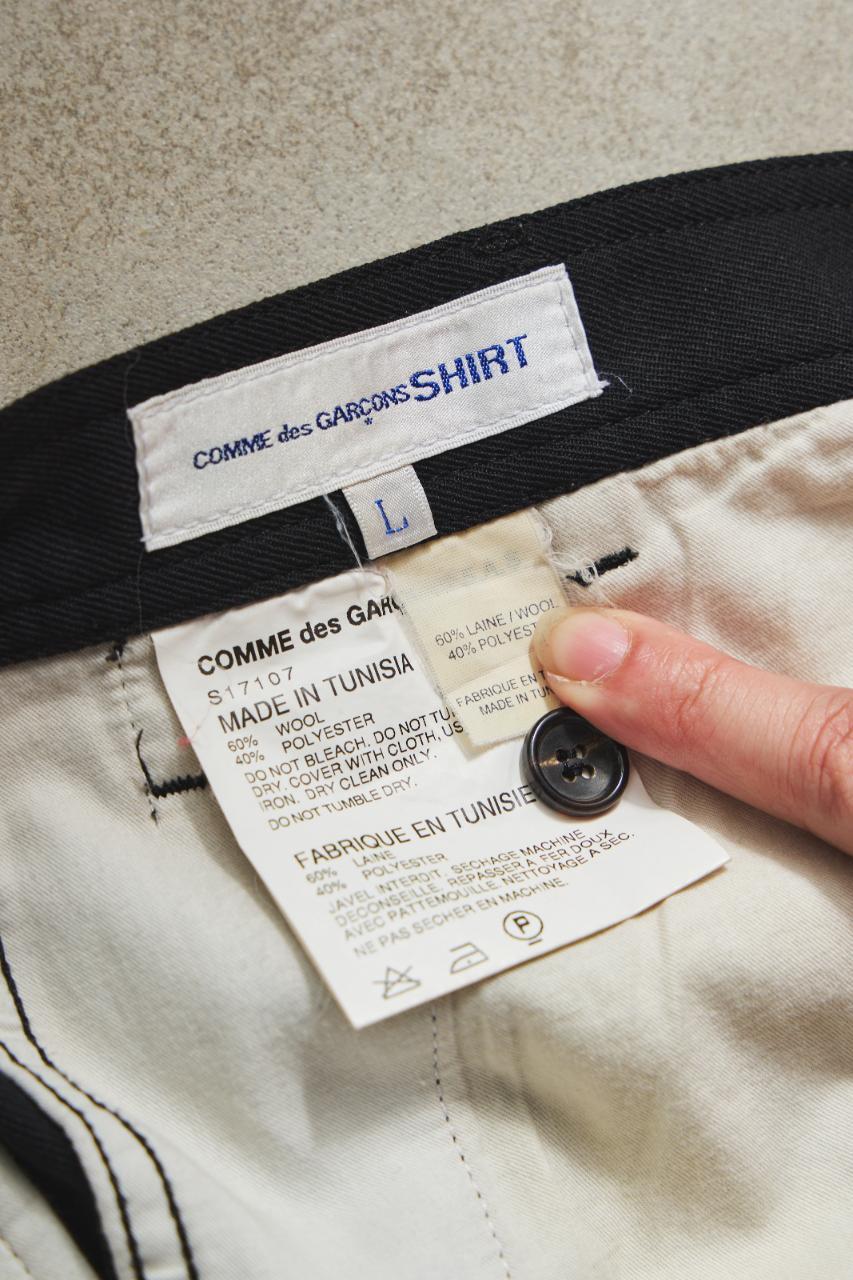 COMME des GARÇONS SHIRT
L
60% LAINE / WOOL
40% POLYEST
FABRIQUE EN T
MADE IN TUN
COMME des GAR
S17107
MADE IN TUNISIA
60% WOOL
40% POLYESTER
DO NOT BLEACH. DO NOT TU
DRY. COVER WITH CLOTH, US
IRON. DRY CLEAN ONLY.
DO NOT TUMBLE DRY.
FABRIQUE EN TUNISIE
60% LAINE
40% POLYESTER
JAVEL INTERDIT. SECHAGE MACHINE
DECONSEILLE. REPASSER A FER DOUX
AVEC PATTEMOUILLE. NETTOYAGE A SEC.
NE PAS SECHER EN MACHINE.
P